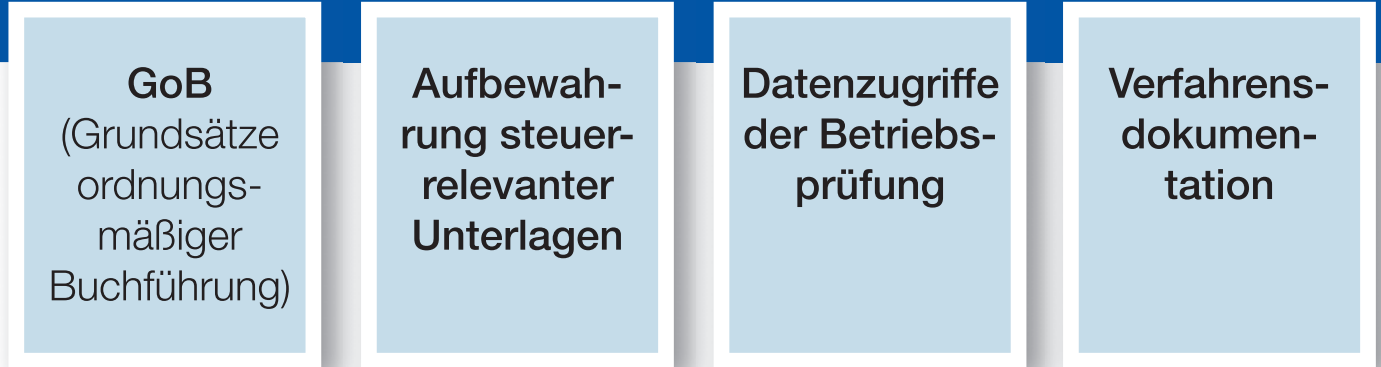 GoB
(Grundsätze
ordnungs-
mäßiger
Buchführung)
Aufbewah-
rung steuer-
relevanter
Unterlagen
Datenzugriffe
der Betriebs-
prüfung
Verfahrens-
dokumen-
tation